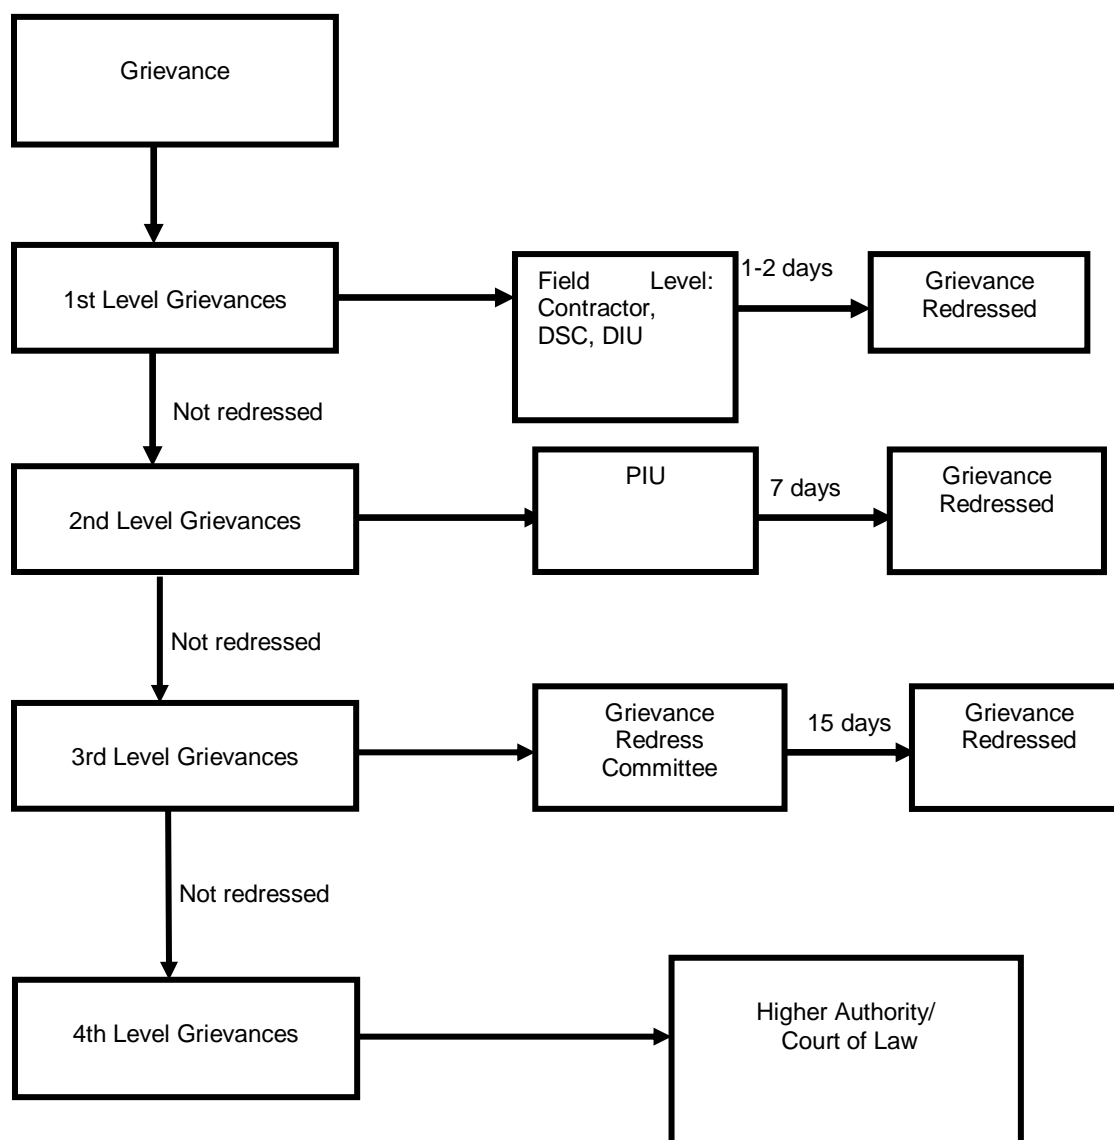 Grievance
1st Level Grievances
Field Level:
Contractor,
DSC, DIU
1-2 days
Grievance
Redressed
Not redressed
2nd Level Grievances
PIU
7 days
Grievance
Redressed
Not redressed
3rd Level Grievances
Grievance
Redress
Committee
15 days
Grievance
Redressed
Not redressed
4th Level Grievances
Higher Authority/
Court of Law